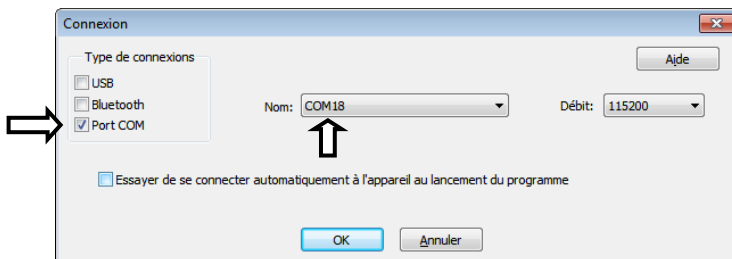 Connexion
Type de connexions
Aide
USB
Bluetooth
Nom: COM18
Débit: 115200
Port COM
Essayer de se connecter automatiquement à l'appareil au lancement du programme
OK
Annuler